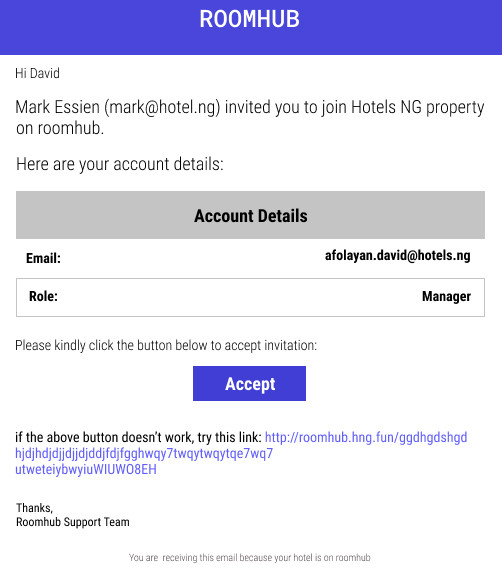 ROOMHUB
Hi David
Mark Essien (mark@hotel.ng) invited you to join Hotels NG property
on roomhub.
Here are your account details:
Account Details
Email: afolayan.david@hotels.ng
Role: Manager
Please kindly click the button below to accept invitation:
Accept
if the above button doesn't work, try this link: http://roomhub.hng.fun/ggdhgdshgd
hjdjhdjdjjdjjdjddjfdjfgghwqy7twqytwqytqe7wq7
utweteiybwyiuWIUWO8EH
Thanks,
Roomhub Support Team
You are receiving this email because your hotel is on roomhub